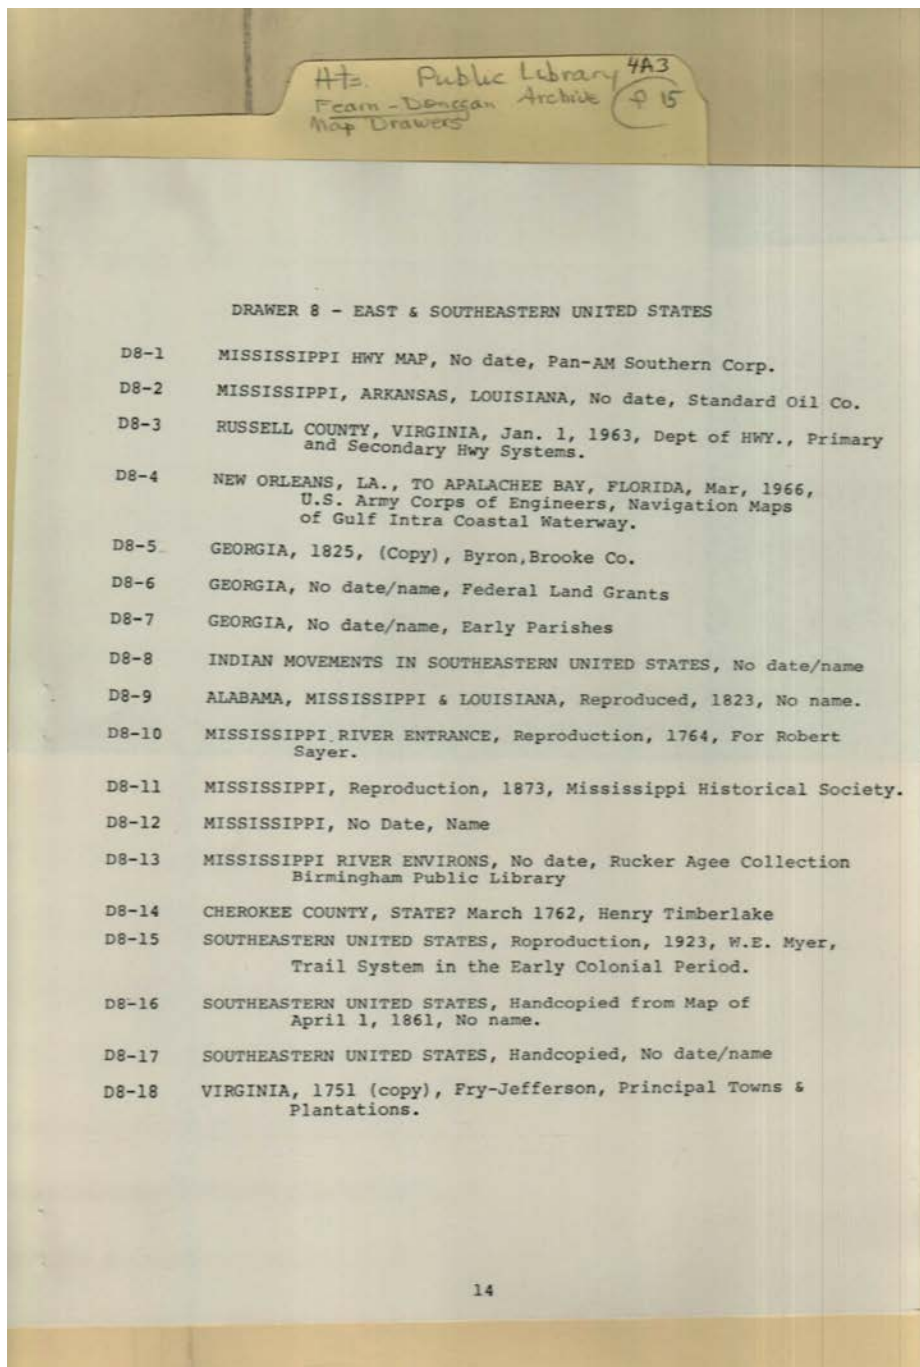 Hts. Public Library 4A3
Fearn-Donegan Archive p 15
Map Drawers
DRAWER 8 - EAST & SOUTHEASTERN UNITED STATES
D8-1 MISSISSIPPI HWY MAP, No date, Pan-AM Southern Corp.
D8-2 MISSISSIPPI, ARKANSAS, LOUISIANA, No date, Standard Oil Co.
D8-3 RUSSELL COUNTY, VIRGINIA, Jan. 1, 1963, Dept of HWY., Primary
and Secondary Hwy Systems.
D8-4 NEW ORLEANS, LA., TO APALACHEE BAY, FLORIDA, Mar, 1966,
U.S. Army Corps of Engineers, Navigation Maps
of Gulf Intra Coastal Waterway.
D8-5 GEORGIA, 1825, (Copy), Byron,Brooke Co.
D8-6 GEORGIA, No date/name, Federal Land Grants
D8-7 GEORGIA, No date/name, Early Parishes
D8-8 INDIAN MOVEMENTS IN SOUTHEASTERN UNITED STATES, No date/name
D8-9 ALABAMA, MISSISSIPPI & LOUISIANA, Reproduced, 1823, No name.
D8-10 MISSISSIPPI RIVER ENTRANCE, Reproduction, 1764, For Robert
Sayer.
D8-11 MISSISSIPPI, Reproduction, 1873, Mississippi Historical Society.
D8-12 MISSISSIPPI, No Date, Name
D8-13 MISSISSIPPI RIVER ENVIRONS, No date, Rucker Agee Collection
Birmingham Public Library
D8-14 CHEROKEE COUNTY, STATE? March 1762, Henry Timberlake
D8-15 SOUTHEASTERN UNITED STATES, Roproduction, 1923, W.E. Myer,
Trail System in the Early Colonial Period.
D8-16 SOUTHEASTERN UNITED STATES, Handcopied from Map of
April 1, 1861, No name.
D8-17 SOUTHEASTERN UNITED STATES, Handcopied, No date/name
D8-18 VIRGINIA, 1751 (copy), Fry-Jefferson, Principal Towns &
Plantations.
14